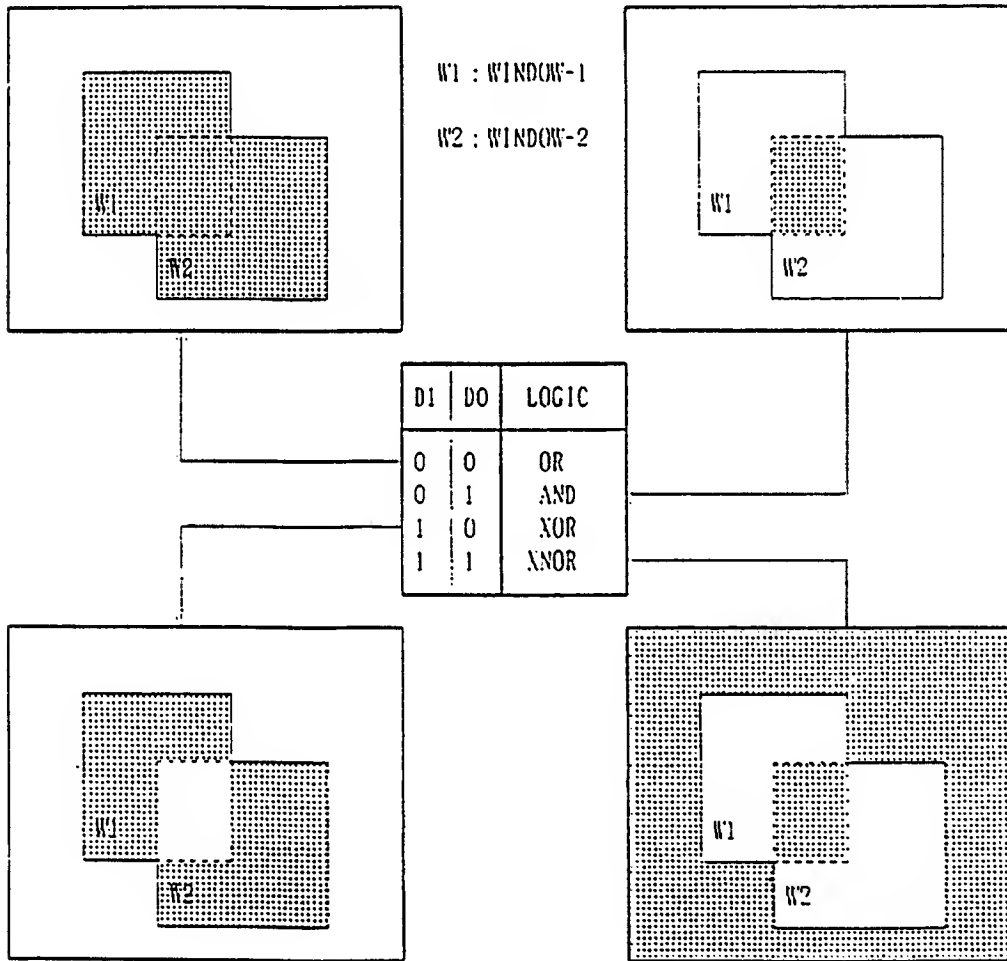 W1 : WINDOW-1
W2 : WINDOW-2
W1
W2
W1
W2
D1 D0 LOGIC
0 0 OR
0 1 AND
1 0 XOR
1 1 XNOR
W1
W2
W1
W2